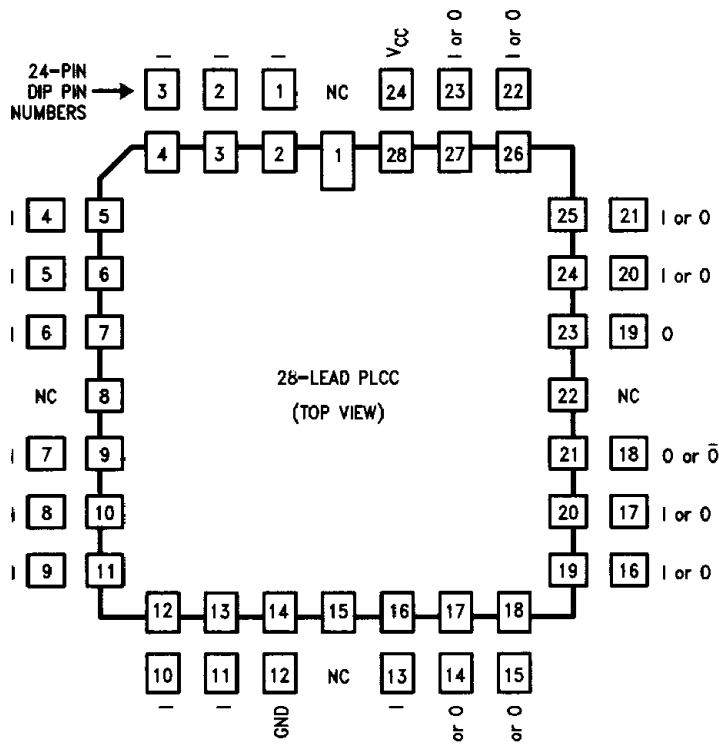 VCC I or O I or O
I I I
24-PIN DIP PIN NUMBERS
3 2 1 NC 24 23 22
4 3 2 1 28 27 26
I 4 5 25 21 I or O
I 5 6 24 20 I or O
I 6 7 23 19 O
28-LEAD PLCC
NC 8 22 NC
(TOP VIEW)
I 7 9 21 18 O or O̅
I 8 10 20 17 I or O
I 9 11 19 16 I or O
12 13 14 15 16 17 18
10 11 12 NC 13 14 15
I I GND I or O or O